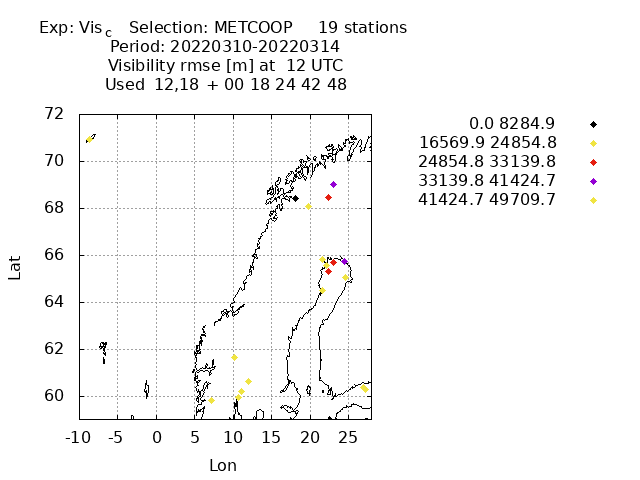 Exp: Vis c Selection: METCOOP 19 stations
Period: 20220310-20220314
Visibility rmse [m] at 12 UTC
Used 12,18 + 00 18 24 42 48
0.0 8284.9
16569.9 24854.8
24854.8 33139.8
33139.8 41424.7
41424.7 49709.7
72
70
68
66
64
62
60
Lat
-10 -5 0 5 10 15 20 25
Lon